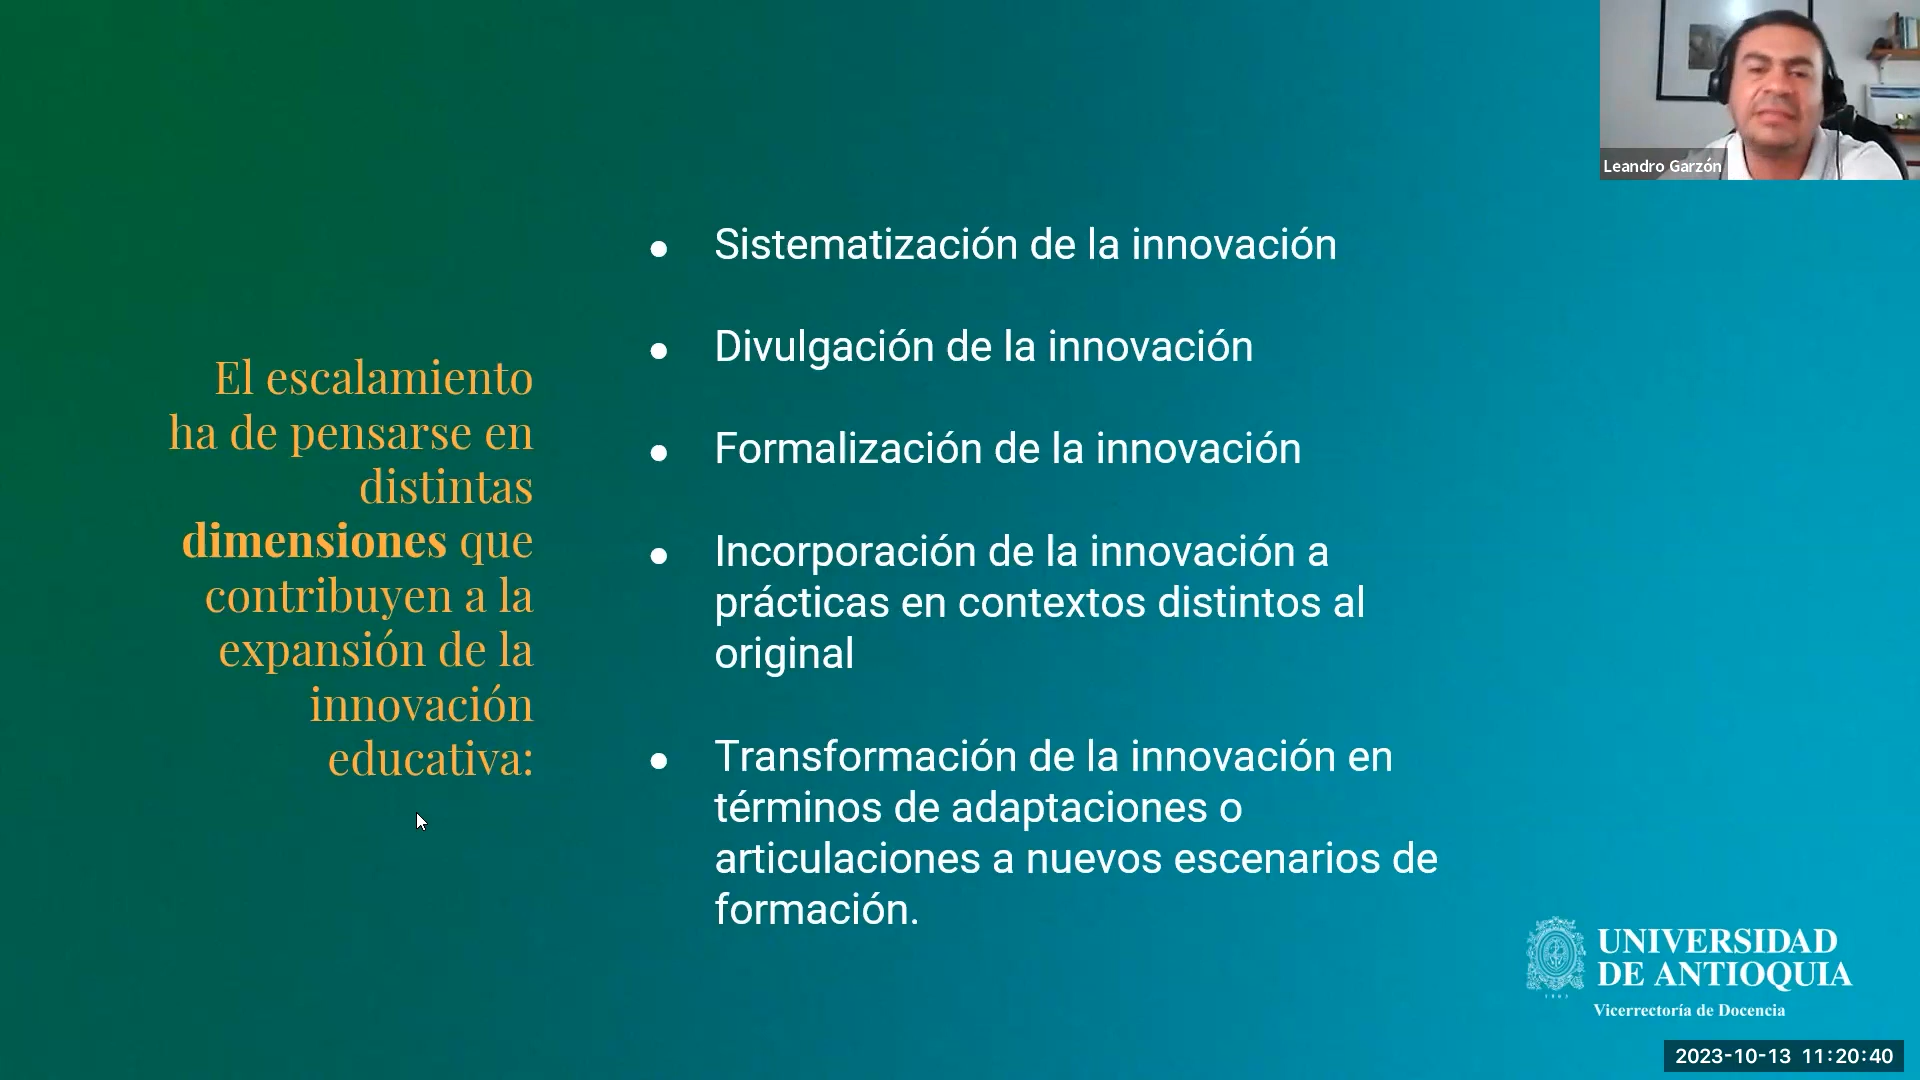 Leandro Garzón
El escalamiento
ha de pensarse en
distintas
dimensiones que
contribuyen a la
expansión de la
innovación
educativa:
● Sistematización de la innovación
● Divulgación de la innovación
● Formalización de la innovación
● Incorporación de la innovación a
prácticas en contextos distintos al
original
● Transformación de la innovación en
términos de adaptaciones o
articulaciones a nuevos escenarios de
formación.
UNIVERSIDAD
DE ANTIOQUIA
1803
Vicerrectoría de Docencia
2023-10-13 11:20:40